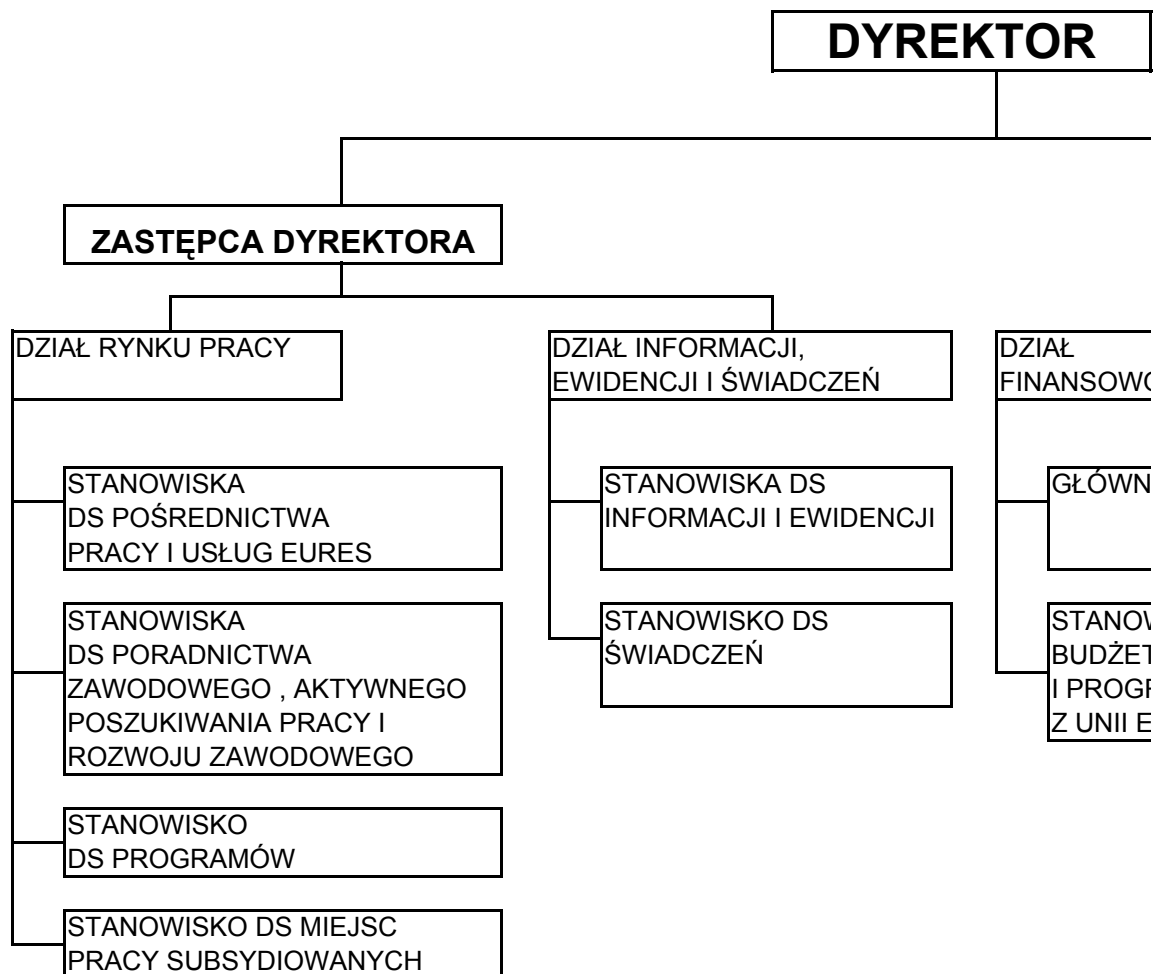 DYREKTOR
ZASTĘPCA DYREKTORA
DZIAŁ RYNKU PRACY
STANOWISKA
DS POŚREDNICTWA
PRACY I USŁUG EURES
STANOWISKA
DS PORADNICTWA
ZAWODOWEGO , AKTYWNEGO
POSZUKIWANIA PRACY I
ROZWOJU ZAWODOWEGO
STANOWISKO
DS PROGRAMÓW
STANOWISKO DS MIEJSC
PRACY SUBSYDIOWANYCH
DZIAŁ INFORMACJI,
EWIDENCJI I ŚWIADCZEŃ
STANOWISKA DS
INFORMACJI I EWIDENCJI
STANOWISKO DS
ŚWIADCZEŃ
DZIAŁ
I
Z UNII